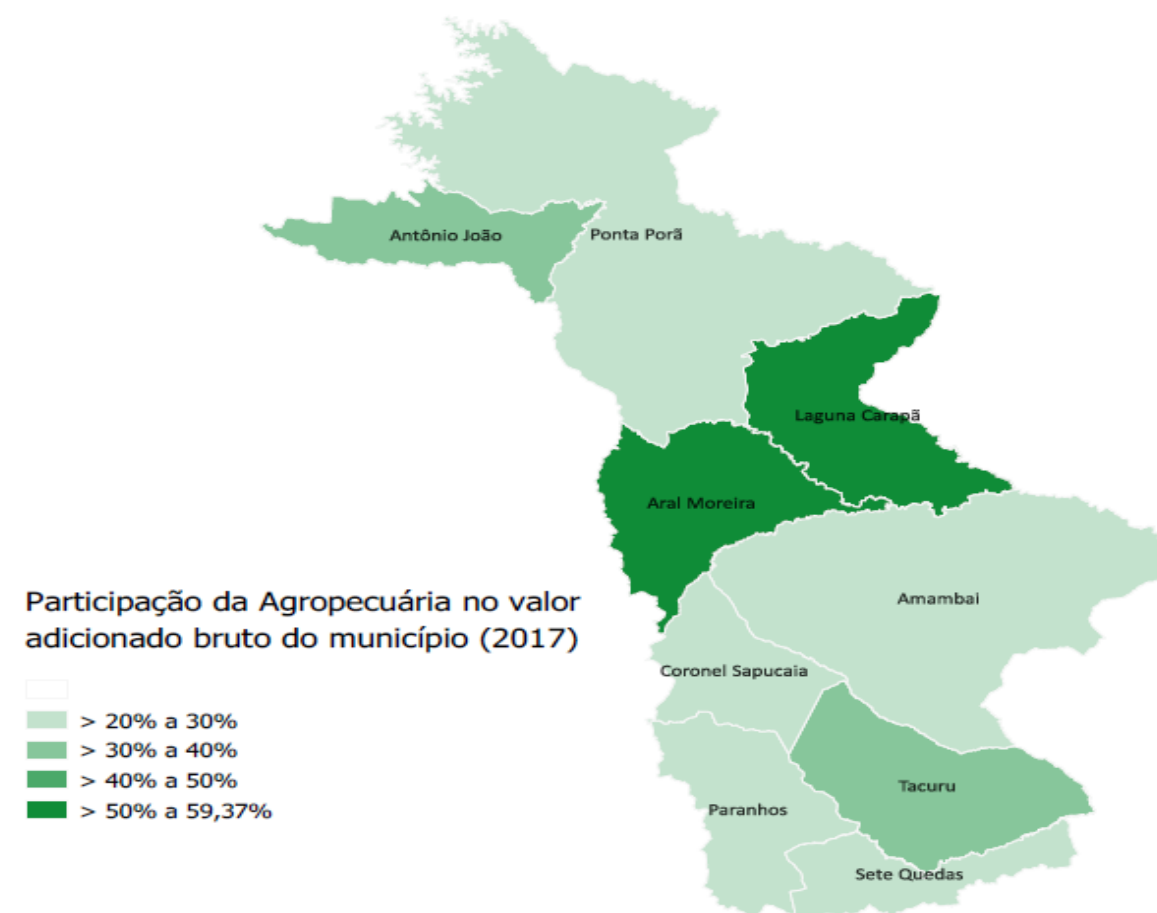 Antônio João
Ponta Porã
Laguna Carapã
Aral Moreira
Amambai
Coronel Sapucaia
Tacuru
Paranhos
Sete Quedas
Participação da Agropecuária no valor
adicionado bruto do município (2017)
> 20% a 30%
> 30% a 40%
> 40% a 50%
> 50% a 59,37%